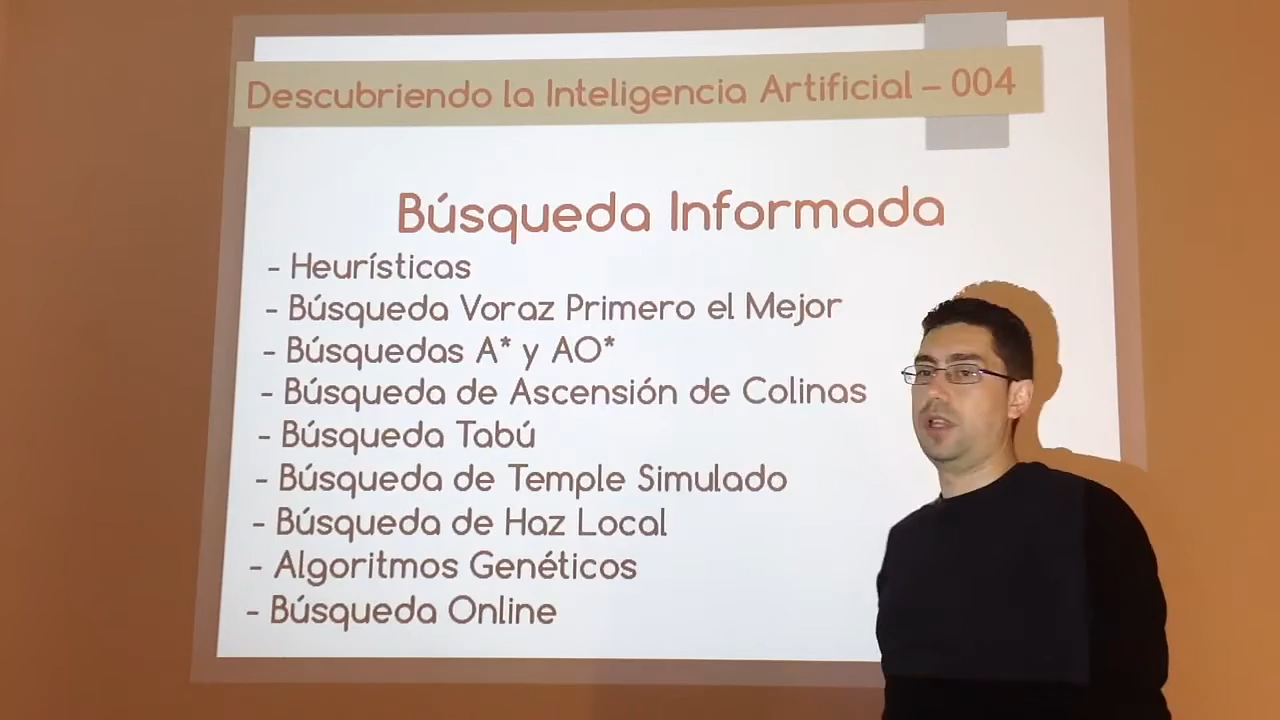 Descubriendo la Inteligencia Artificial – 004
Búsqueda Informada
- Heurísticas
- Búsqueda Voraz Primero el Mejor
- Búsquedas A* y AO*
- Búsqueda de Ascensión de Colinas
- Búsqueda Tabú
- Búsqueda de Temple Simulado
- Búsqueda de Haz Local
- Algoritmos Genéticos
- Búsqueda Online